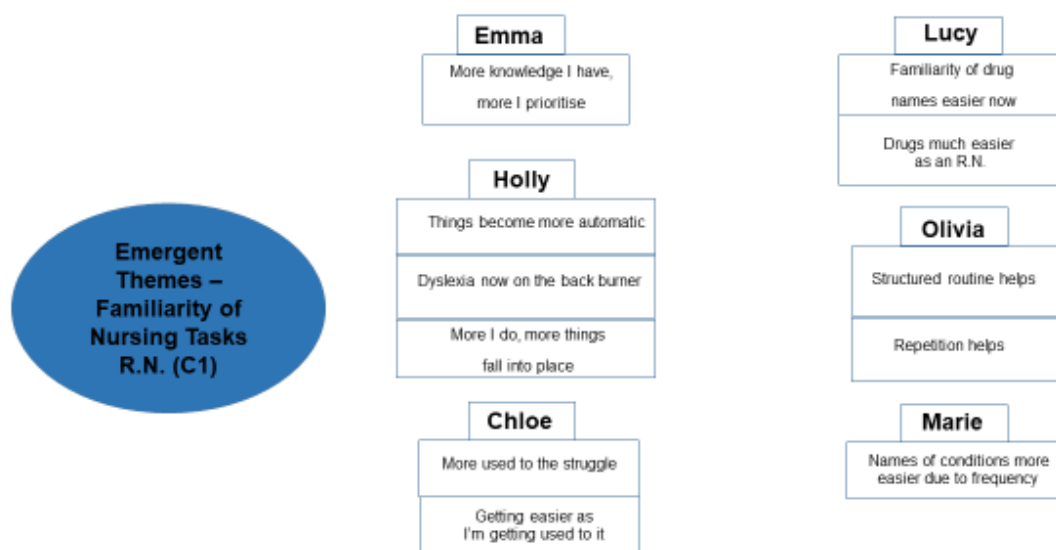 Emergent
Themes –
Familiarity of
Nursing Tasks
R.N. (C1)
Emma
More knowledge I have,
more I prioritise
Holly
Things become more automatic
Dyslexia now on the back burner
More I do, more things
fall into place
Chloe
More used to the struggle
Getting easier as
I'm getting used to it
Lucy
Familiarity of drug
names easier now
Drugs much easier
as an R.N.
Olivia
Structured routine helps
Repetition helps
Marie
Names of conditions more
easier due to frequency